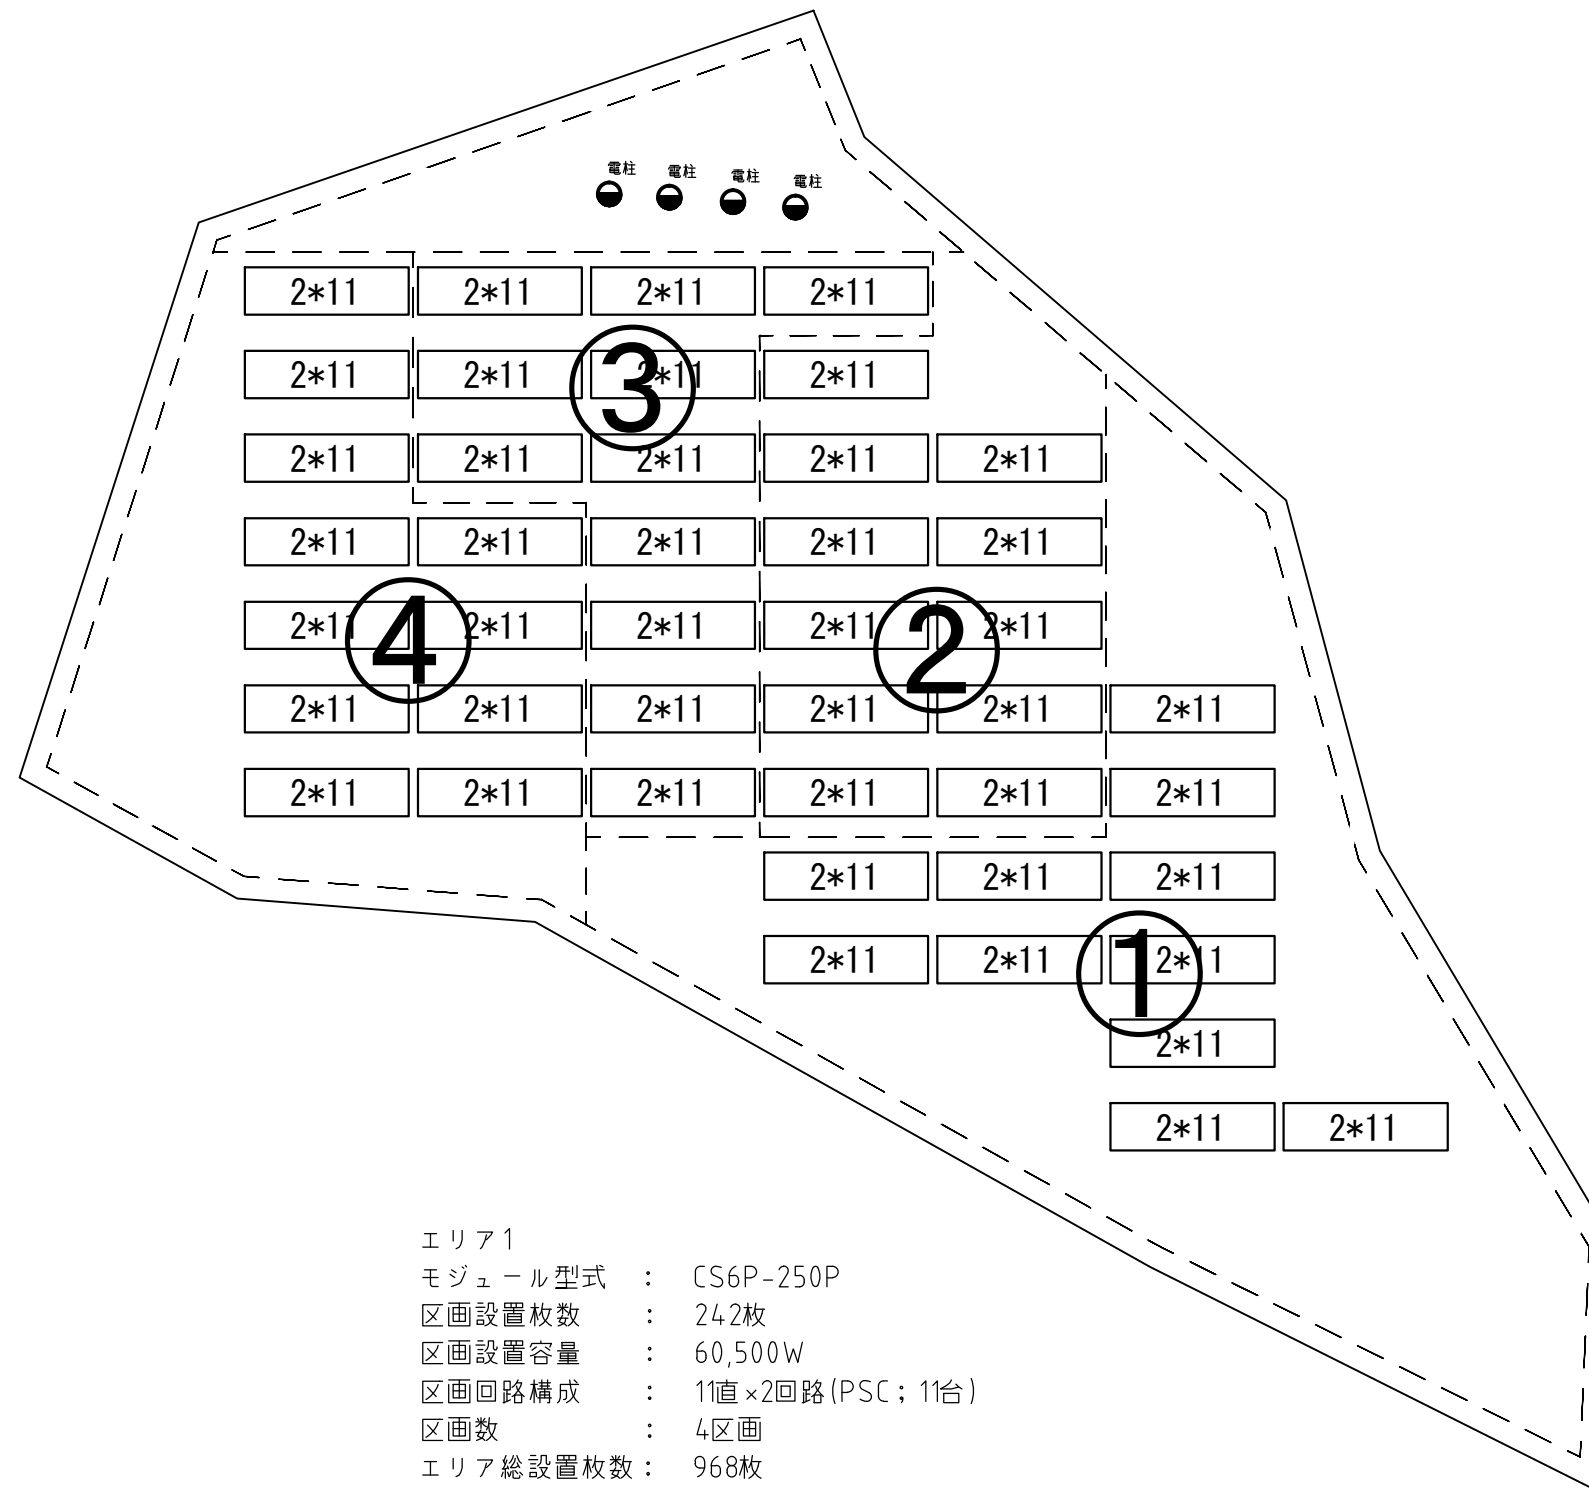 電柱 電柱 電柱 電柱
2*11 2*11 2*11 2*11
2*11 2*11 2*11 2*11
③
2*11 2*11 2*11 2*11 2*11
2*11 2*11 2*11 2*11 2*11
2*11 2*11 2*11 2*11 2*11
④ ②
2*11 2*11 2*11 2*11 2*11 2*11
2*11 2*11 2*11 2*11 2*11 2*11
2*11 2*11 2*11
2*11 2*11 2*11
①
2*11
2*11 2*11
エリア1
モジュール型式 : CS6P-250P
区画設置枚数 : 242枚
区画設置容量 : 60,500W
区画回路構成 : 11直×2回路(PSC；11台)
区画数 : 4区画
エリア総設置枚数 : 968枚